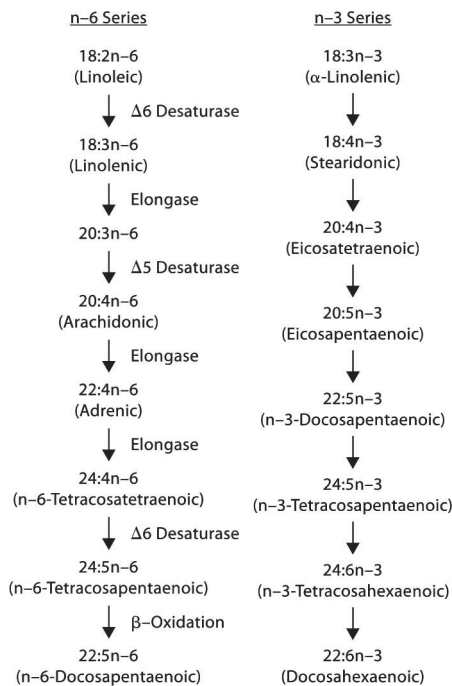 n–6 Series
18:2n–6
(Linoleic)
Δ6 Desaturase
18:3n–6
(Linolenic)
Elongase
20:3n–6
Δ5 Desaturase
20:4n–6
(Arachidonic)
Elongase
22:4n–6
(Adrenic)
Elongase
24:4n–6
(n–6-Tetracosatetraenoic)
Δ6 Desaturase
24:5n–6
(n–6-Tetracosapentaenoic)
β–Oxidation
22:5n–6
(n–6-Docosapentaenoic)
n–3 Series
18:3n–3
(α-Linolenic)
18:4n–3
(Stearidonic)
20:4n–3
(Eicosatetraenoic)
20:5n–3
(Eicosapentaenoic)
22:5n–3
(n–3-Docosapentaenoic)
24:5n–3
(n–3-Tetracosapentaenoic)
24:6n–3
(n–3-Tetracosahexaenoic)
22:6n–3
(Docosahexaenoic)